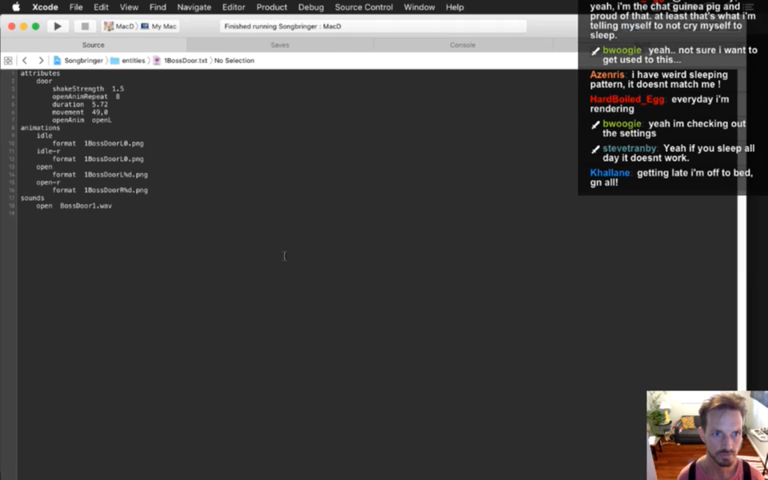 Xcode File Edit View Find Navigate Editor Product Debug Source Control Window Help
MacD My Mac Finished running Songbringer : MacD
Source Saves Console
Songbringer entities 1BossDoor.txt No Selection
attributes
door
shakeStrength 1.5
openAnimRepeat 8
duration 5.72
movement 49,0
openAnim openL
animations
idle
format 1BossDoorL0.png
idle-r
format 1BossDoorL0.png
open
format 1BossDoorL%d.png
open-r
format 1BossDoorR%d.png
sounds
open BossDoor1.wav
yeah, i'm the chat guinea pig and
proud of that. at least that's what i'm
telling myself to not cry myself to
sleep.
bwoogie yeah.. not sure i want to
get used to this...
Azenris i have weird sleeping
pattern, it doesnt match me !
HardBoiled_Egg everyday i'm
rendering
bwoogie yeah im checking out
the settings
stevetranby Yeah if you sleep all
day it doesnt work.
Khallane getting late i'm off to bed,
gn all!